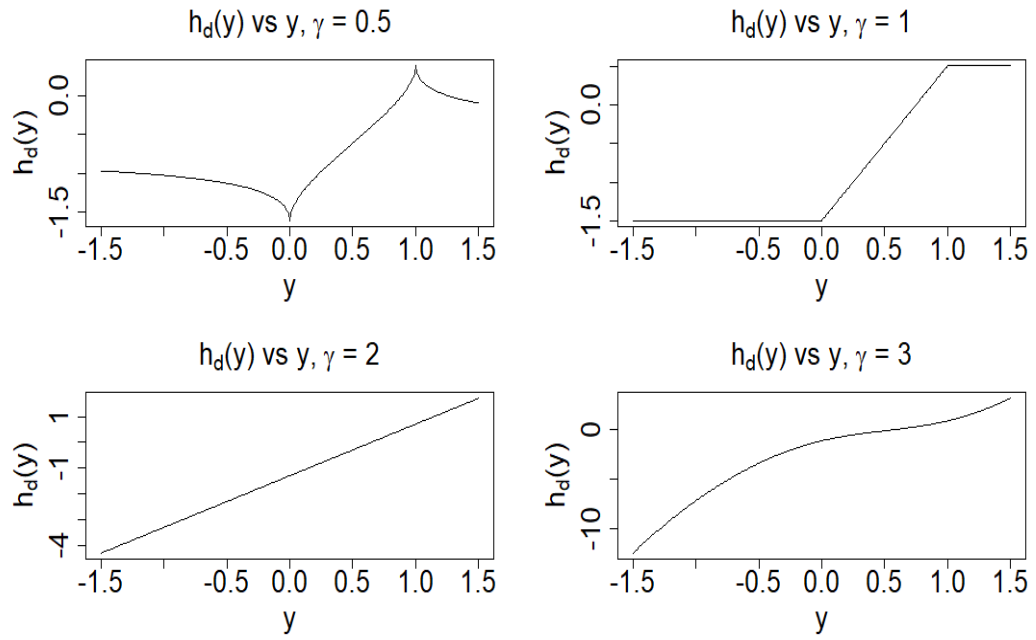 h_d(y) vs y, γ = 0.5
0.0
-1.5
h_d(y)
-1.5 -0.5 0.0 0.5 1.0 1.5
y
h_d(y) vs y, γ = 1
0.0
-1.5
h_d(y)
-1.5 -0.5 0.0 0.5 1.0 1.5
y
h_d(y) vs y, γ = 2
1
-1
-4
h_d(y)
-1.5 -0.5 0.0 0.5 1.0 1.5
y
h_d(y) vs y, γ = 3
0
-10
h_d(y)
-1.5 -0.5 0.0 0.5 1.0 1.5
y